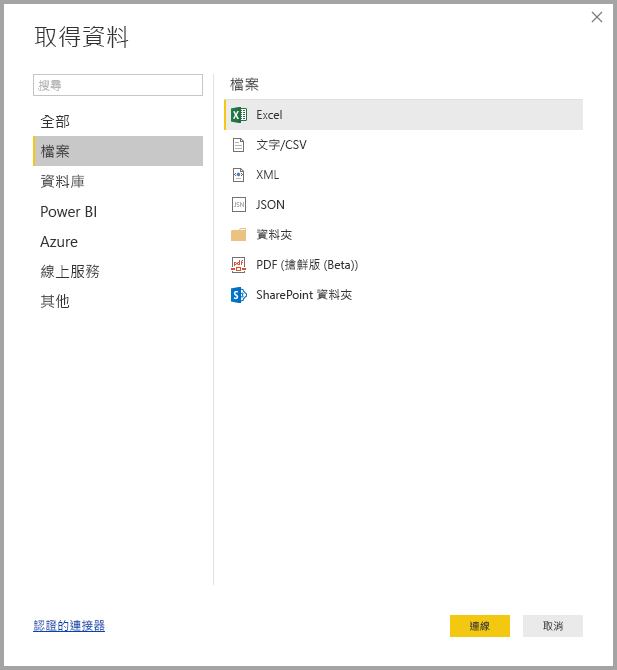 取得資料
搜尋
全部
檔案
資料庫
Power BI
Azure
線上服務
其他
檔案
Excel
文字/CSV
XML
JSON
資料夾
PDF (搶鮮版 (Beta))
SharePoint 資料夾
認證的連接器
連線
取消